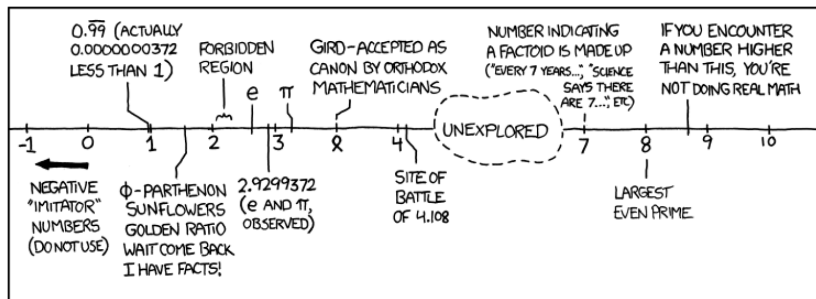 0.99 (ACTUALLY
0.0000000372
LESS THAN 1)
FORBIDDEN
REGION
e
π
GIRD-ACCEPTED AS
CANON BY ORTHODOX
MATHEMATICIANS
NUMBER INDICATING
A FACTOID IS MADE UP
("EVERY 7 YEARS...", "SCIENCE
SAYS THERE
ARE 7...", ETC)
IF YOU ENCOUNTER
A NUMBER HIGHER
THAN THIS, YOU'RE
NOT DOING REAL MATH
UNEXPLORED
-1 0 1 2 3 4 7 8 9 10
NEGATIVE
"IMITATOR"
NUMBERS
(DO NOT USE)
Φ-PARTHENON
SUNFLOWERS
GOLDEN RATIO
WAIT COME BACK
I HAVE FACTS!
2.9299372
(e AND π,
OBSERVED)
SITE OF
BATTLE
OF 4.108
LARGEST
EVEN PRIME